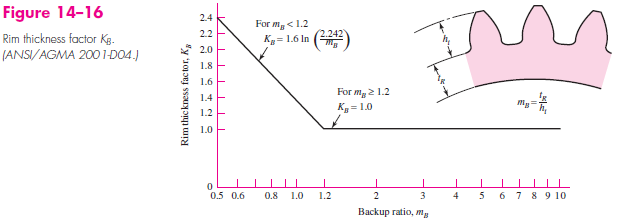 Figure 14–16
Rim thickness factor K_B.
(ANSI/AGMA 2001-D04.)
Rim thickness factor, K_B
2.4
2.2
2.0
1.8
1.6
1.4
1.2
1.0
0
For m_B < 1.2
K_B = 1.6 ln (2.242/m_B)
For m_B ≥ 1.2
K_B = 1.0
h_t
t_R
m_B = t_R/h_t
0.5 0.6 0.8 1.0 1.2 2 3 4 5 6 7 8 9 10
Backup ratio, m_B